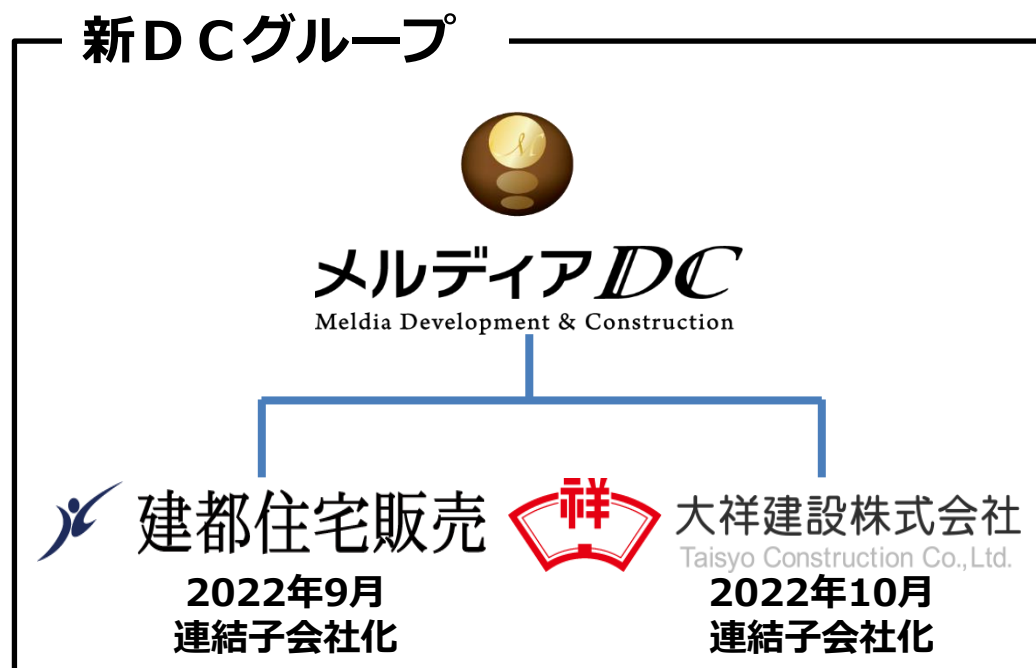 新ＤＣグループ
M
メルディアDC
Meldia Development & Construction
建都住宅販売
2022年9月
連結子会社化
祥
大祥建設株式会社
Taisyo Construction Co.,Ltd.
2022年10月
連結子会社化